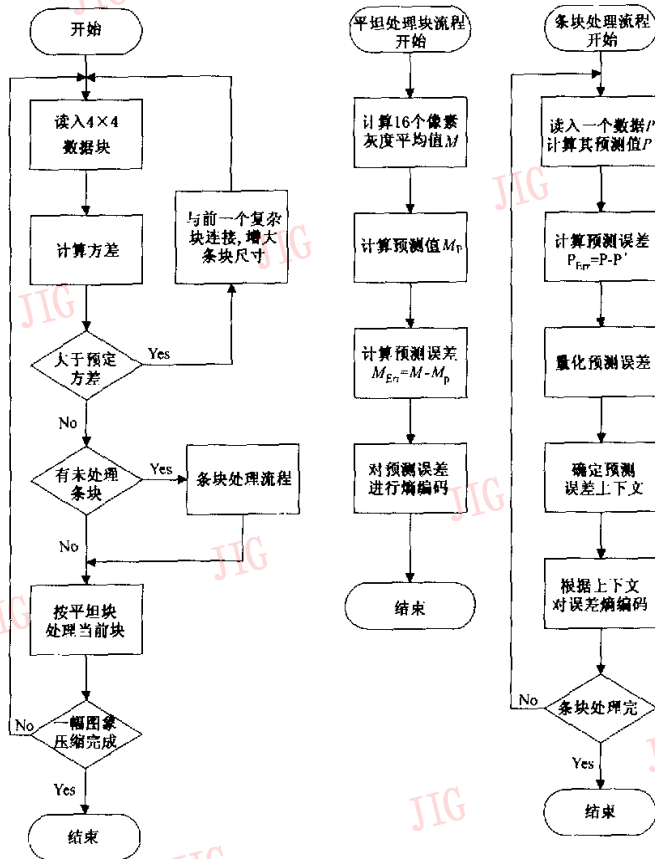 开始
读入4×4
数据块
计算方差
与前一个复杂
块连接,增大
条块尺寸
大于预定
方差
Yes
No
有未处理
条块
Yes
条块处理流程
No
按平坦块
处理当前块
一幅图象
压缩完成
No
Yes
结束
平坦处理块流程
开始
计算16个像素
灰度平均值M
计算预测值Mp
计算预测误差
MErr=M-Mp
对预测误差
进行熵编码
结束
条块处理流程
开始
读入一个数据P
计算其预测值P
计算预测误差
PErr=P-P'
量化预测误差
确定预测
误差上下文
根据上下文
对误差熵编码
条块处理完
No
Yes
结束
JIG
JIG
JIG
JIG
JIG
JIG
JIG
JIG